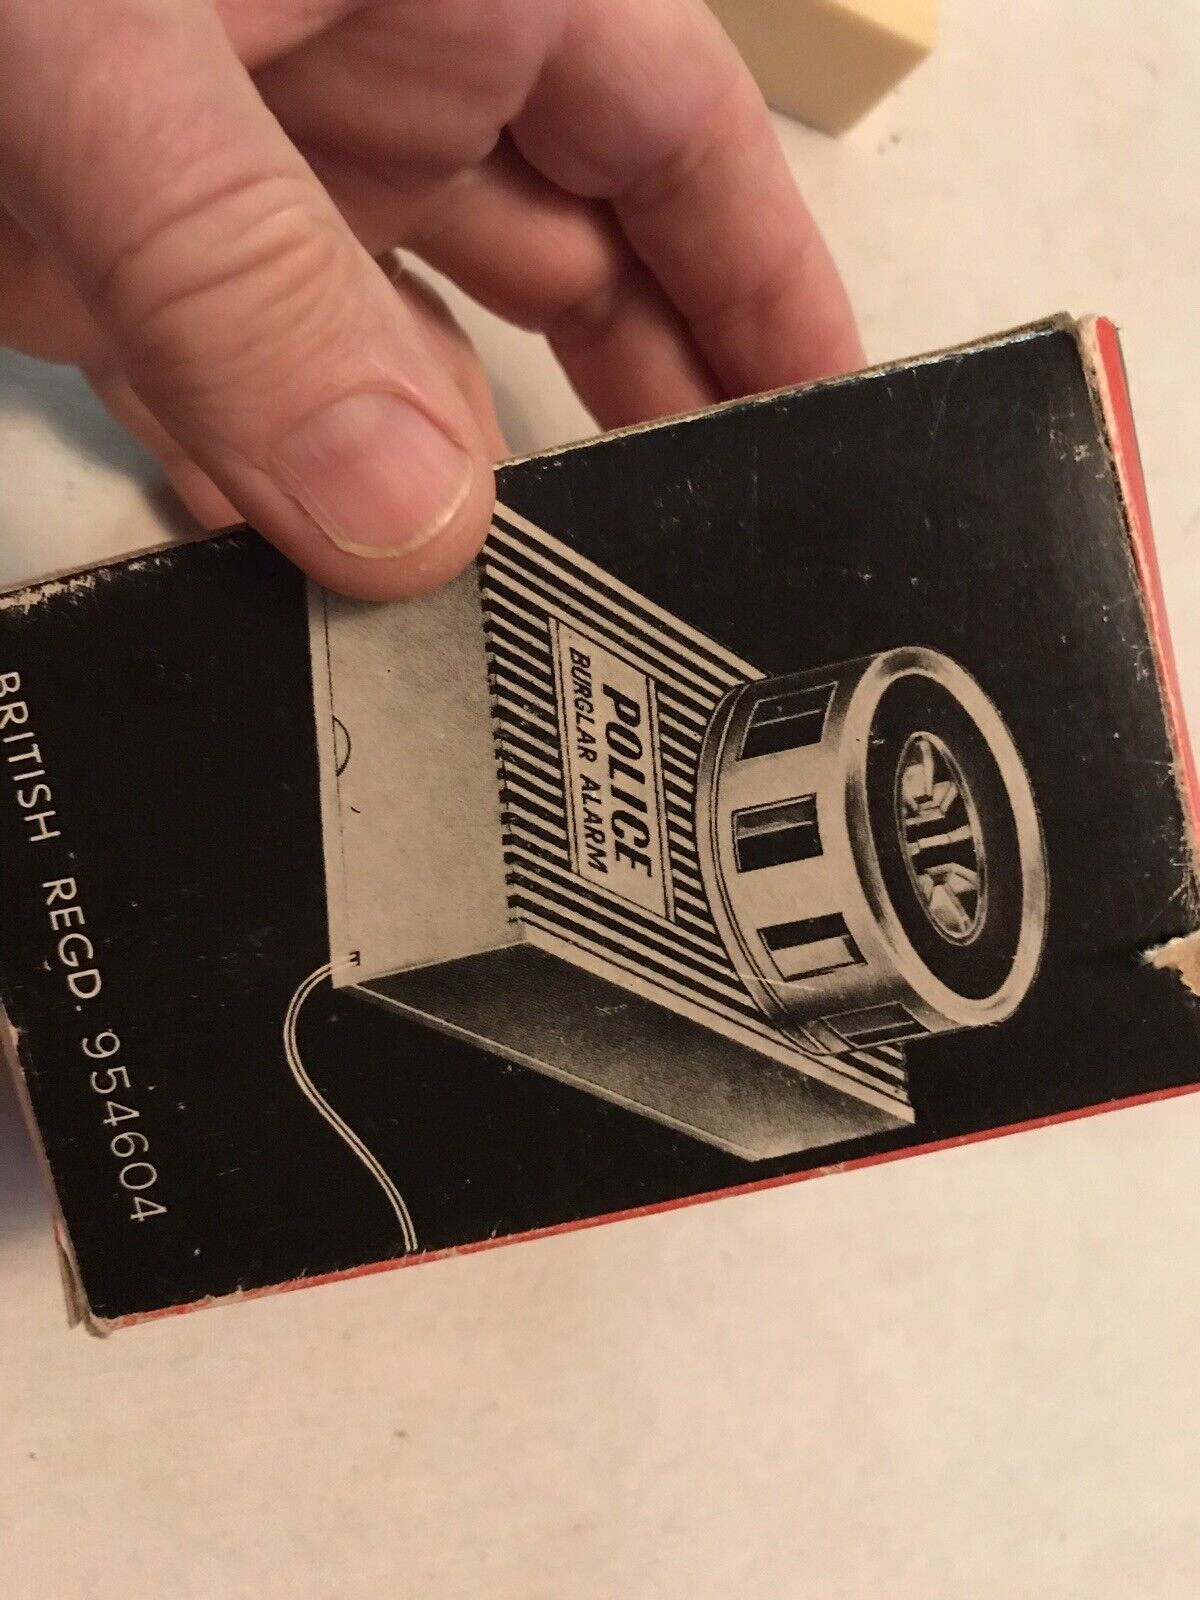 POLICE
BURGLAR ALARM
BRITISH REGD. 954604